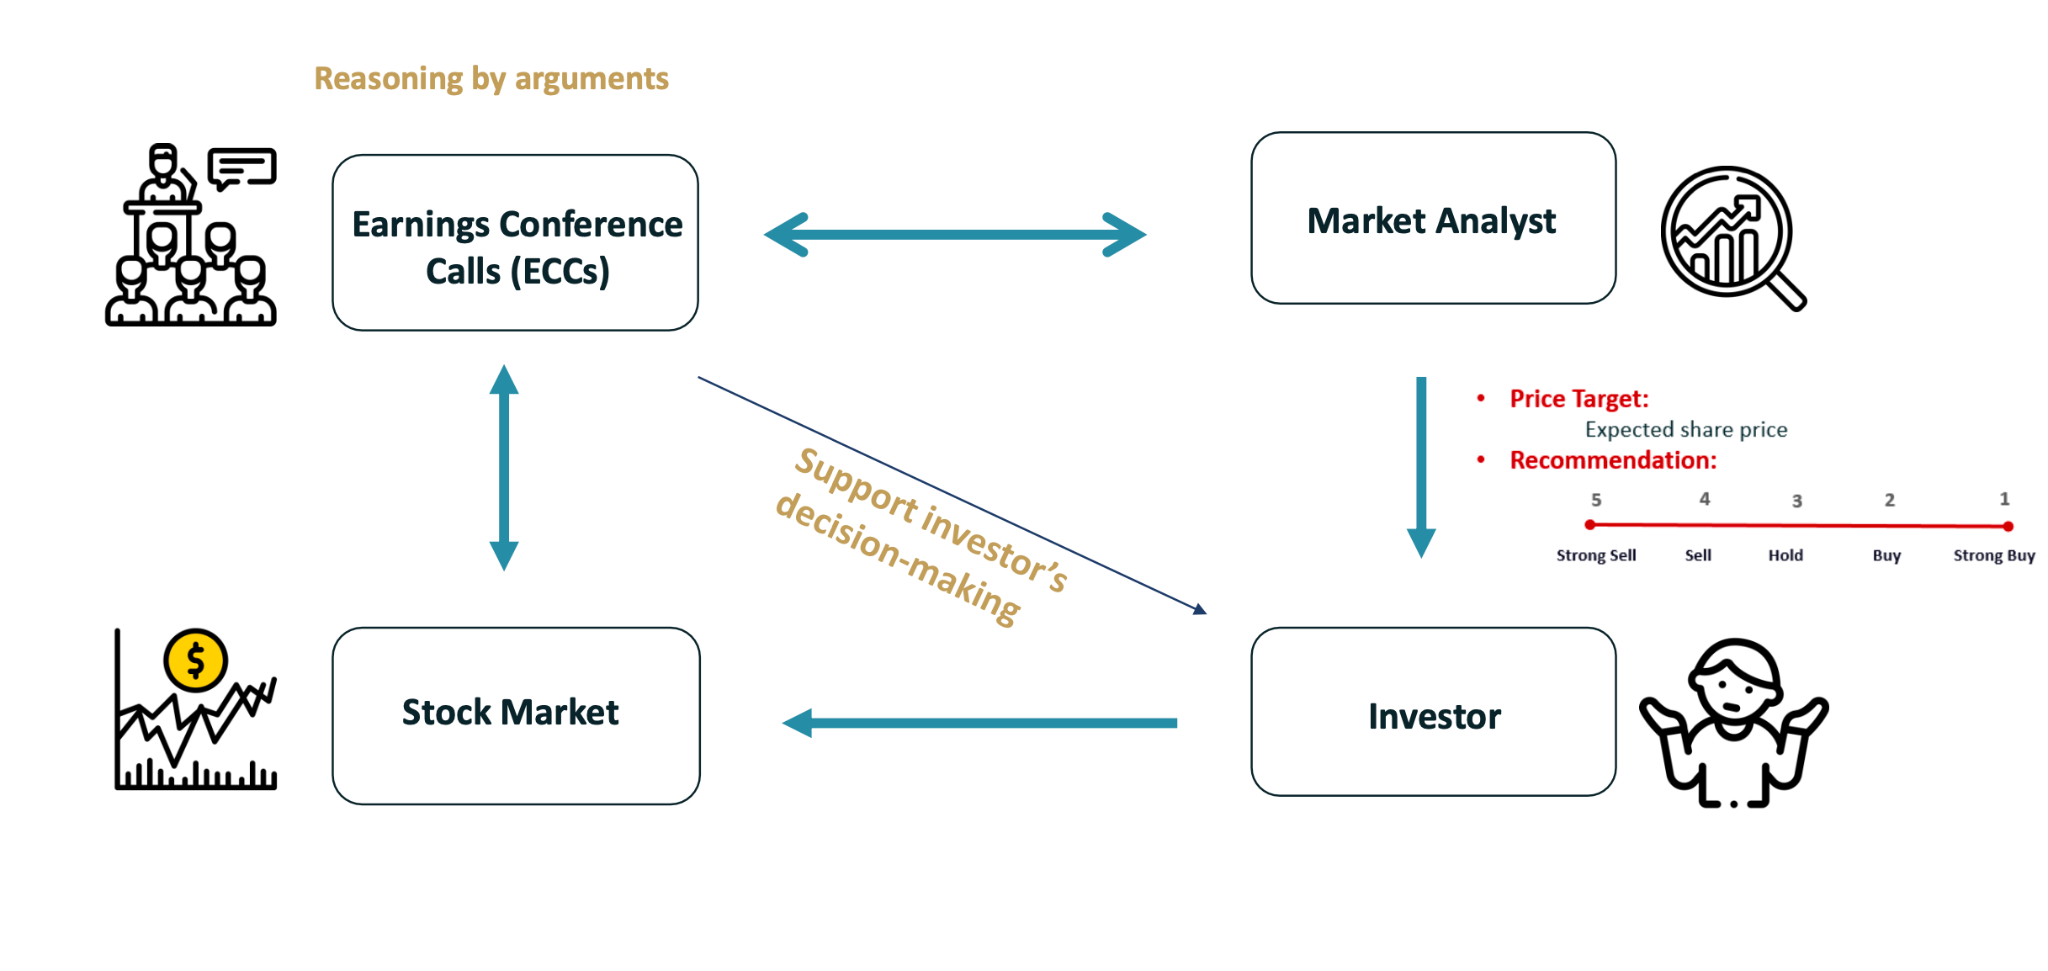 Reasoning by arguments
Earnings Conference
Calls (ECCs)
Market Analyst
• Price Target:
Expected share price
• Recommendation:
5 4 3 2 1
Strong Sell Sell Hold Buy Strong Buy
Support investor’s
decision-making
$
Stock Market
Investor